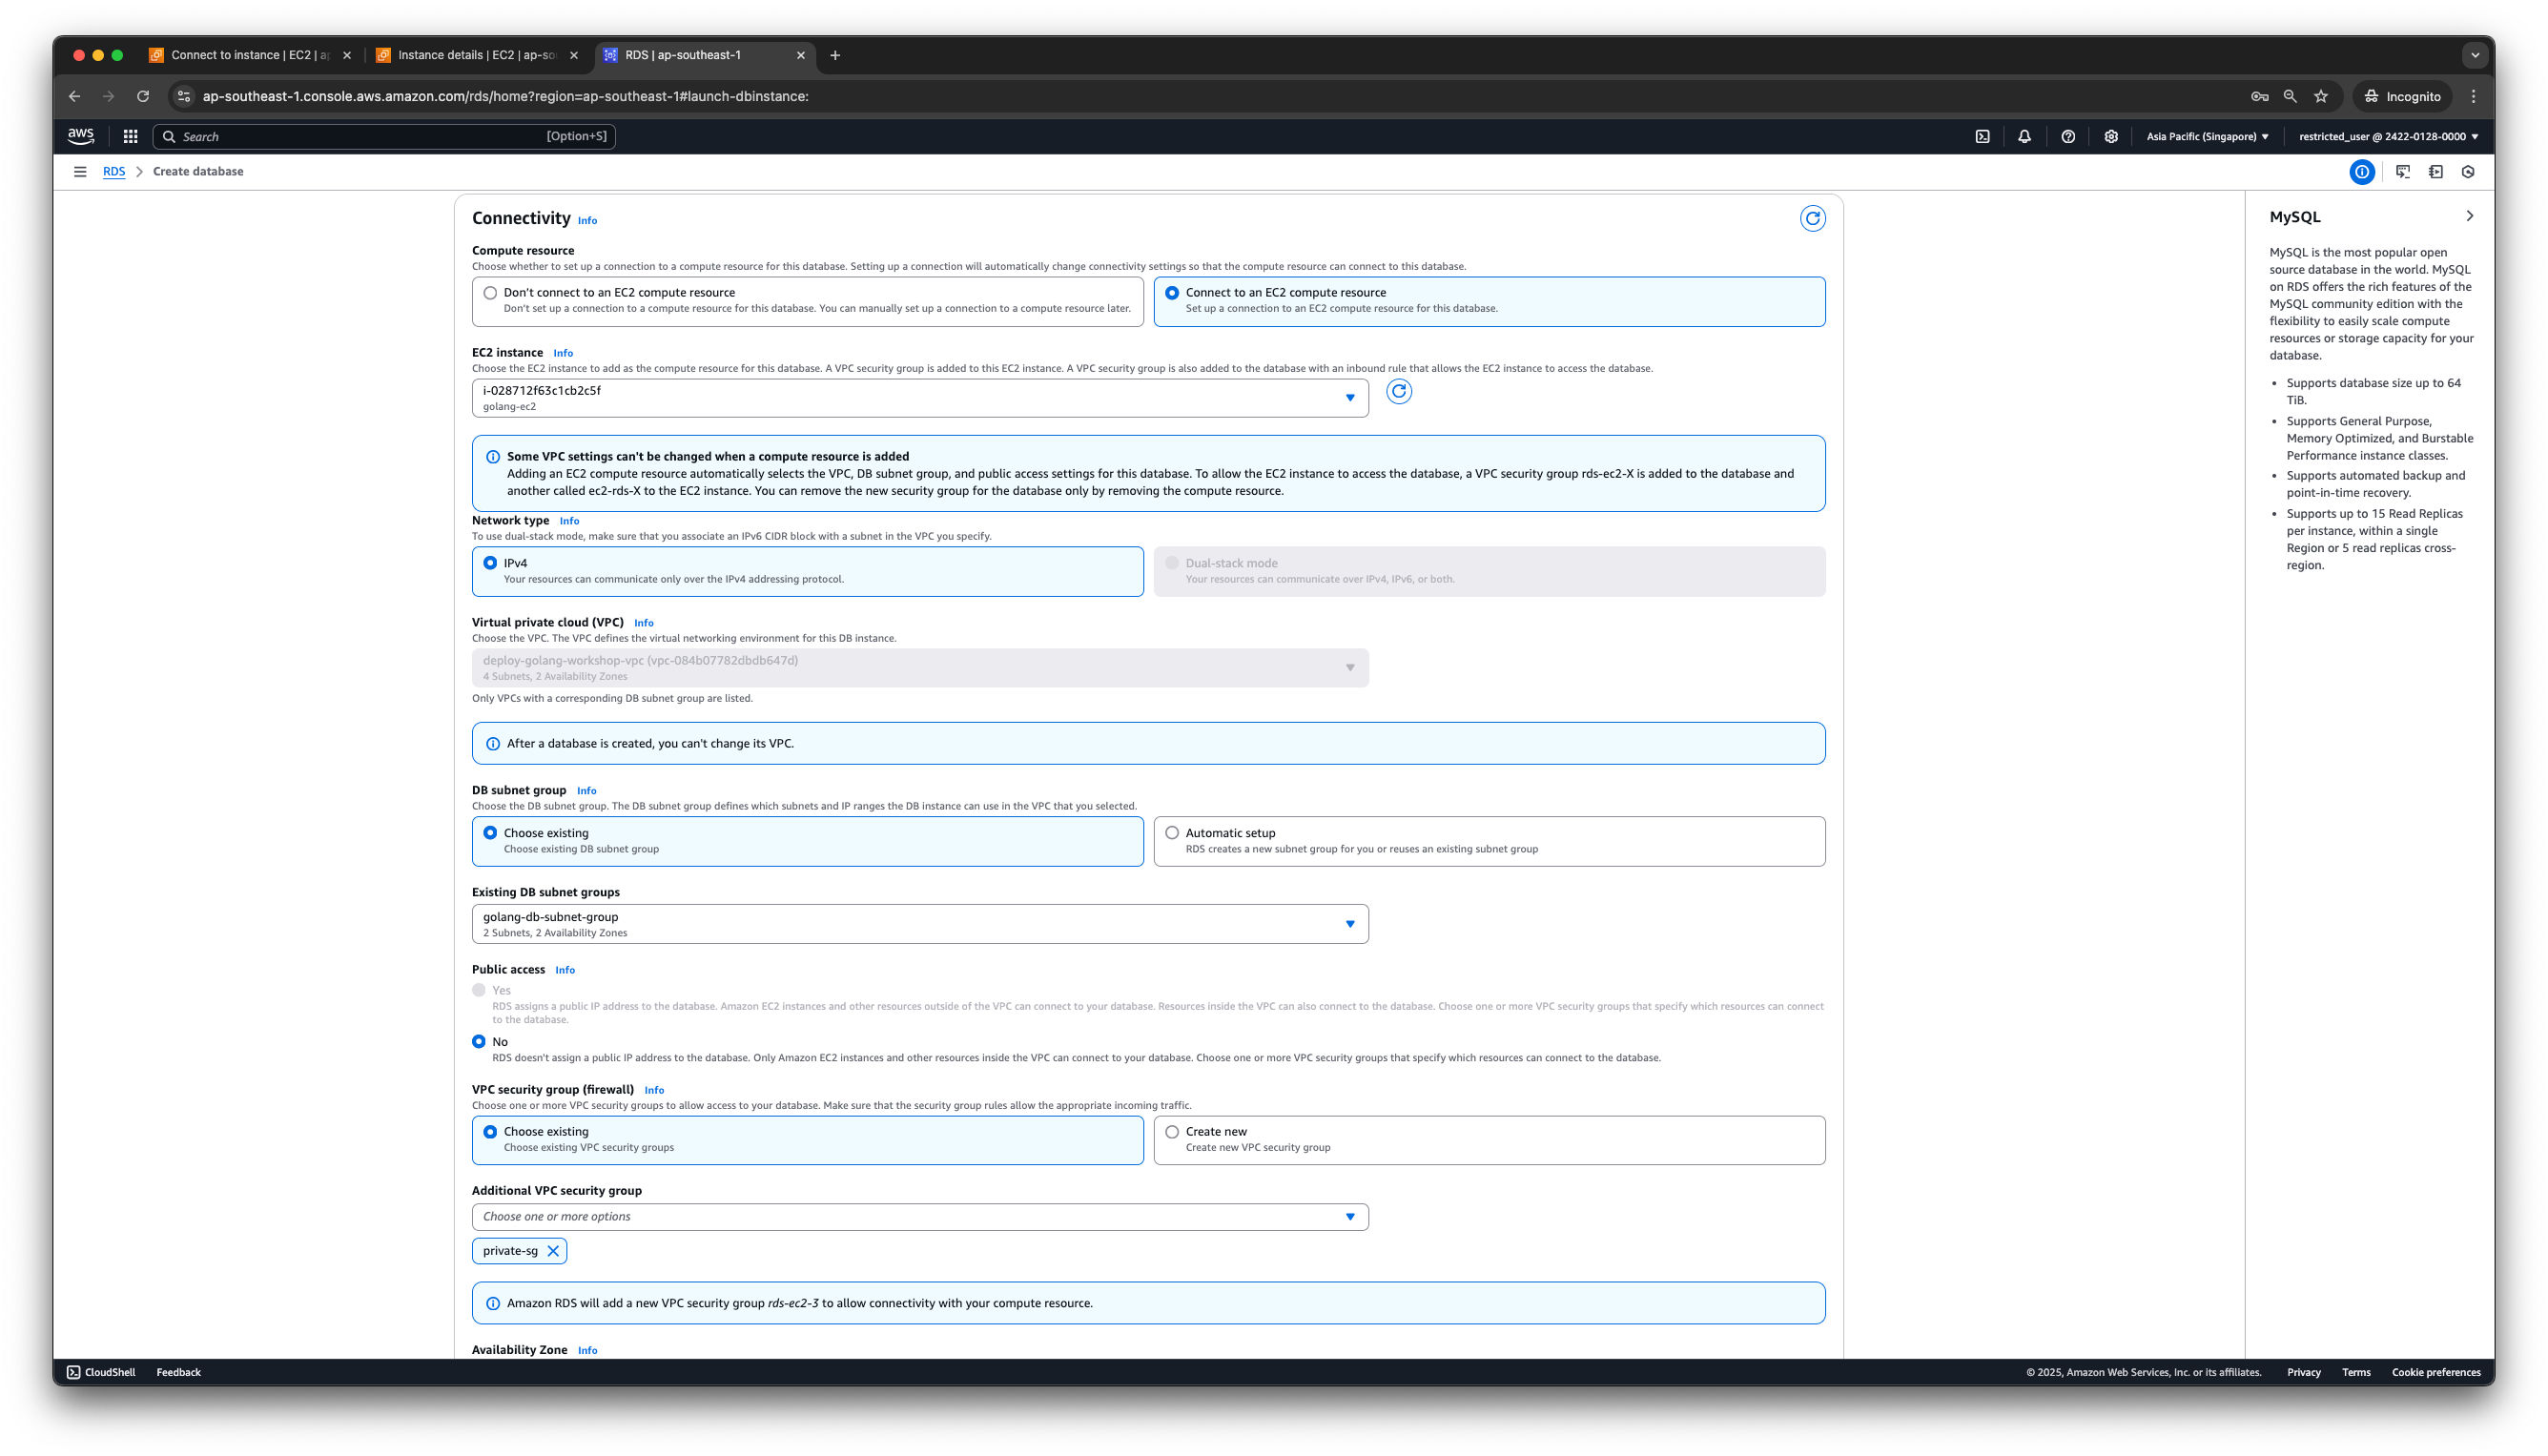 Connect to instance | EC2 | ap
Instance details | EC2 | ap-sou
RDS | ap-southeast-1
ap-southeast-1.console.aws.amazon.com/rds/home?region=ap-southeast-1#launch-dbinstance:
Incognito
aws
Search
[Option+S]
Asia Pacific (Singapore)
restricted_user @ 2422-0128-0000
RDS
Create database
Connectivity Info
Compute resource
Choose whether to set up a connection to a compute resource for this database. Setting up a connection will automatically change connectivity settings so that the compute resource can connect to this database.
Don't connect to an EC2 compute resource
Don't set up a connection to a compute resource for this database. You can manually set up a connection to a compute resource later.
Connect to an EC2 compute resource
Set up a connection to an EC2 compute resource for this database.
EC2 instance Info
Choose the EC2 instance to add as the compute resource for this database. A VPC security group is added to this EC2 instance. A VPC security group is also added to the database with an inbound rule that allows the EC2 instance to access the database.
i-028712f63c1cb2c5f
golang-ec2
Some VPC settings can't be changed when a compute resource is added
Adding an EC2 compute resource automatically selects the VPC, DB subnet group, and public access settings for this database. To allow the EC2 instance to access the database, a VPC security group rds-ec2-X is added to the database and
another called ec2-rds-X to the EC2 instance. You can remove the new security group for the database only by removing the compute resource.
Network type Info
To use dual-stack mode, make sure that you associate an IPv6 CIDR block with a subnet in the VPC you specify.
IPv4
Your resources can communicate only over the IPv4 addressing protocol.
Dual-stack mode
Your resources can communicate over IPv4, IPv6, or both.
Virtual private cloud (VPC) Info
Choose the VPC. The VPC defines the virtual networking environment for this DB instance.
deploy-golang-workshop-vpc (vpc-084b07782dbdb647d)
4 Subnets, 2 Availability Zones
Only VPCs with a corresponding DB subnet group are listed.
After a database is created, you can't change its VPC.
DB subnet group Info
Choose the DB subnet group. The DB subnet group defines which subnets and IP ranges the DB instance can use in the VPC that you selected.
Choose existing
Choose existing DB subnet group
Automatic setup
RDS creates a new subnet group for you or reuses an existing subnet group
Existing DB subnet groups
golang-db-subnet-group
2 Subnets, 2 Availability Zones
Public access Info
Yes
RDS assigns a public IP address to the database. Amazon EC2 instances and other resources outside of the VPC can connect to your database. Resources inside the VPC can also connect to the database. Choose one or more VPC security groups that specify which resources can connect
to the database.
No
RDS doesn't assign a public IP address to the database. Only Amazon EC2 instances and other resources inside the VPC can connect to your database. Choose one or more VPC security groups that specify which resources can connect to the database.
VPC security group (firewall) Info
Choose one or more VPC security groups to allow access to your database. Make sure that the security group rules allow the appropriate incoming traffic.
Choose existing
Choose existing VPC security groups
Create new
Create new VPC security group
Additional VPC security group
Choose one or more options
private-sg
Amazon RDS will add a new VPC security group rds-ec2-3 to allow connectivity with your compute resource.
Availability Zone Info
MySQL
MySQL is the most popular open
source database in the world. MySQL
on RDS offers the rich features of the
MySQL community edition with the
flexibility to easily scale compute
resources or storage capacity for your
database.
• Supports database size up to 64
TiB.
• Supports General Purpose,
Memory Optimized, and Burstable
Performance instance classes.
• Supports automated backup and
point-in-time recovery.
• Supports up to 15 Read Replicas
per instance, within a single
Region or 5 read replicas cross-
region.
CloudShell
Feedback
© 2025, Amazon Web Services, Inc. or its affiliates.
Privacy
Terms
Cookie preferences